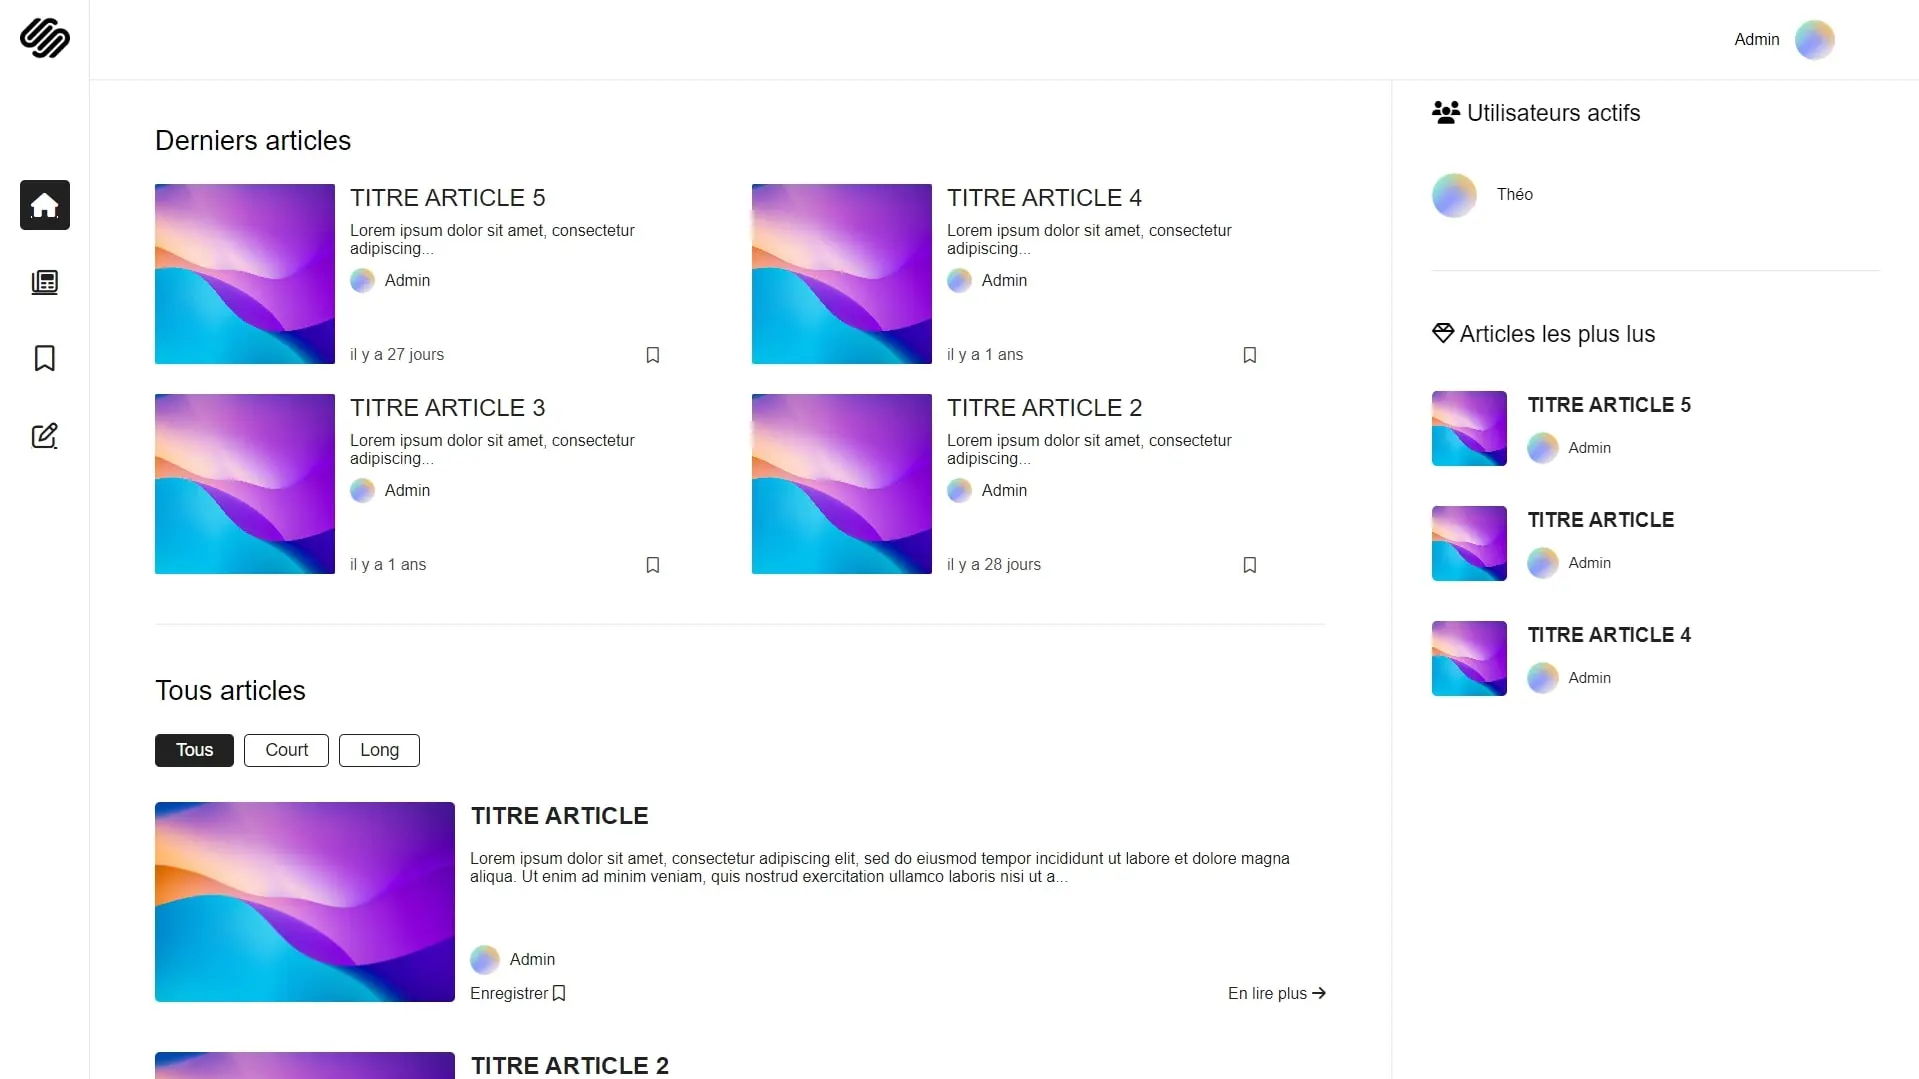 Admin
Derniers articles
TITRE ARTICLE 5
Lorem ipsum dolor sit amet, consectetur
adipiscing...
Admin
il y a 27 jours
TITRE ARTICLE 4
Lorem ipsum dolor sit amet, consectetur
adipiscing...
Admin
il y a 1 ans
TITRE ARTICLE 3
Lorem ipsum dolor sit amet, consectetur
adipiscing...
Admin
il y a 1 ans
TITRE ARTICLE 2
Lorem ipsum dolor sit amet, consectetur
adipiscing...
Admin
il y a 28 jours
Tous articles
Tous
Court
Long
TITRE ARTICLE
Lorem ipsum dolor sit amet, consectetur adipiscing elit, sed do eiusmod tempor incididunt ut labore et dolore magna
aliqua. Ut enim ad minim veniam, quis nostrud exercitation ullamco laboris nisi ut a...
Admin
Enregistrer
En lire plus
TITRE ARTICLE 2
Utilisateurs actifs
Théo
Articles les plus lus
TITRE ARTICLE 5
Admin
TITRE ARTICLE
Admin
TITRE ARTICLE 4
Admin